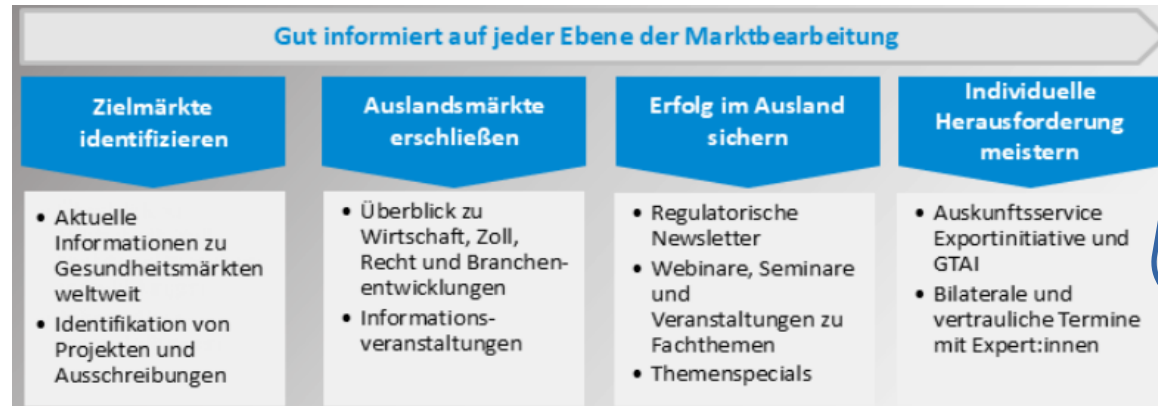 Gut informiert auf jeder Ebene der Marktbearbeitung
Zielmärkte
identifizieren
• Aktuelle
Informationen zu
Gesundheitsmärkten
weltweit
• Identifikation von
Projekten und
Ausschreibungen
Auslandsmärkte
erschließen
• Überblick zu
Wirtschaft, Zoll,
Recht und Branchen-
entwicklungen
• Informations-
veranstaltungen
Erfolg im Ausland
sichern
• Regulatorische
Newsletter
• Webinare, Seminare
und
Veranstaltungen zu
Fachthemen
• Themenspecials
Individuelle
Herausforderung
meistern
• Auskunftsservice
Exportinitiative und
GTAI
• Bilaterale und
vertrauliche Termine
mit Expert:innen